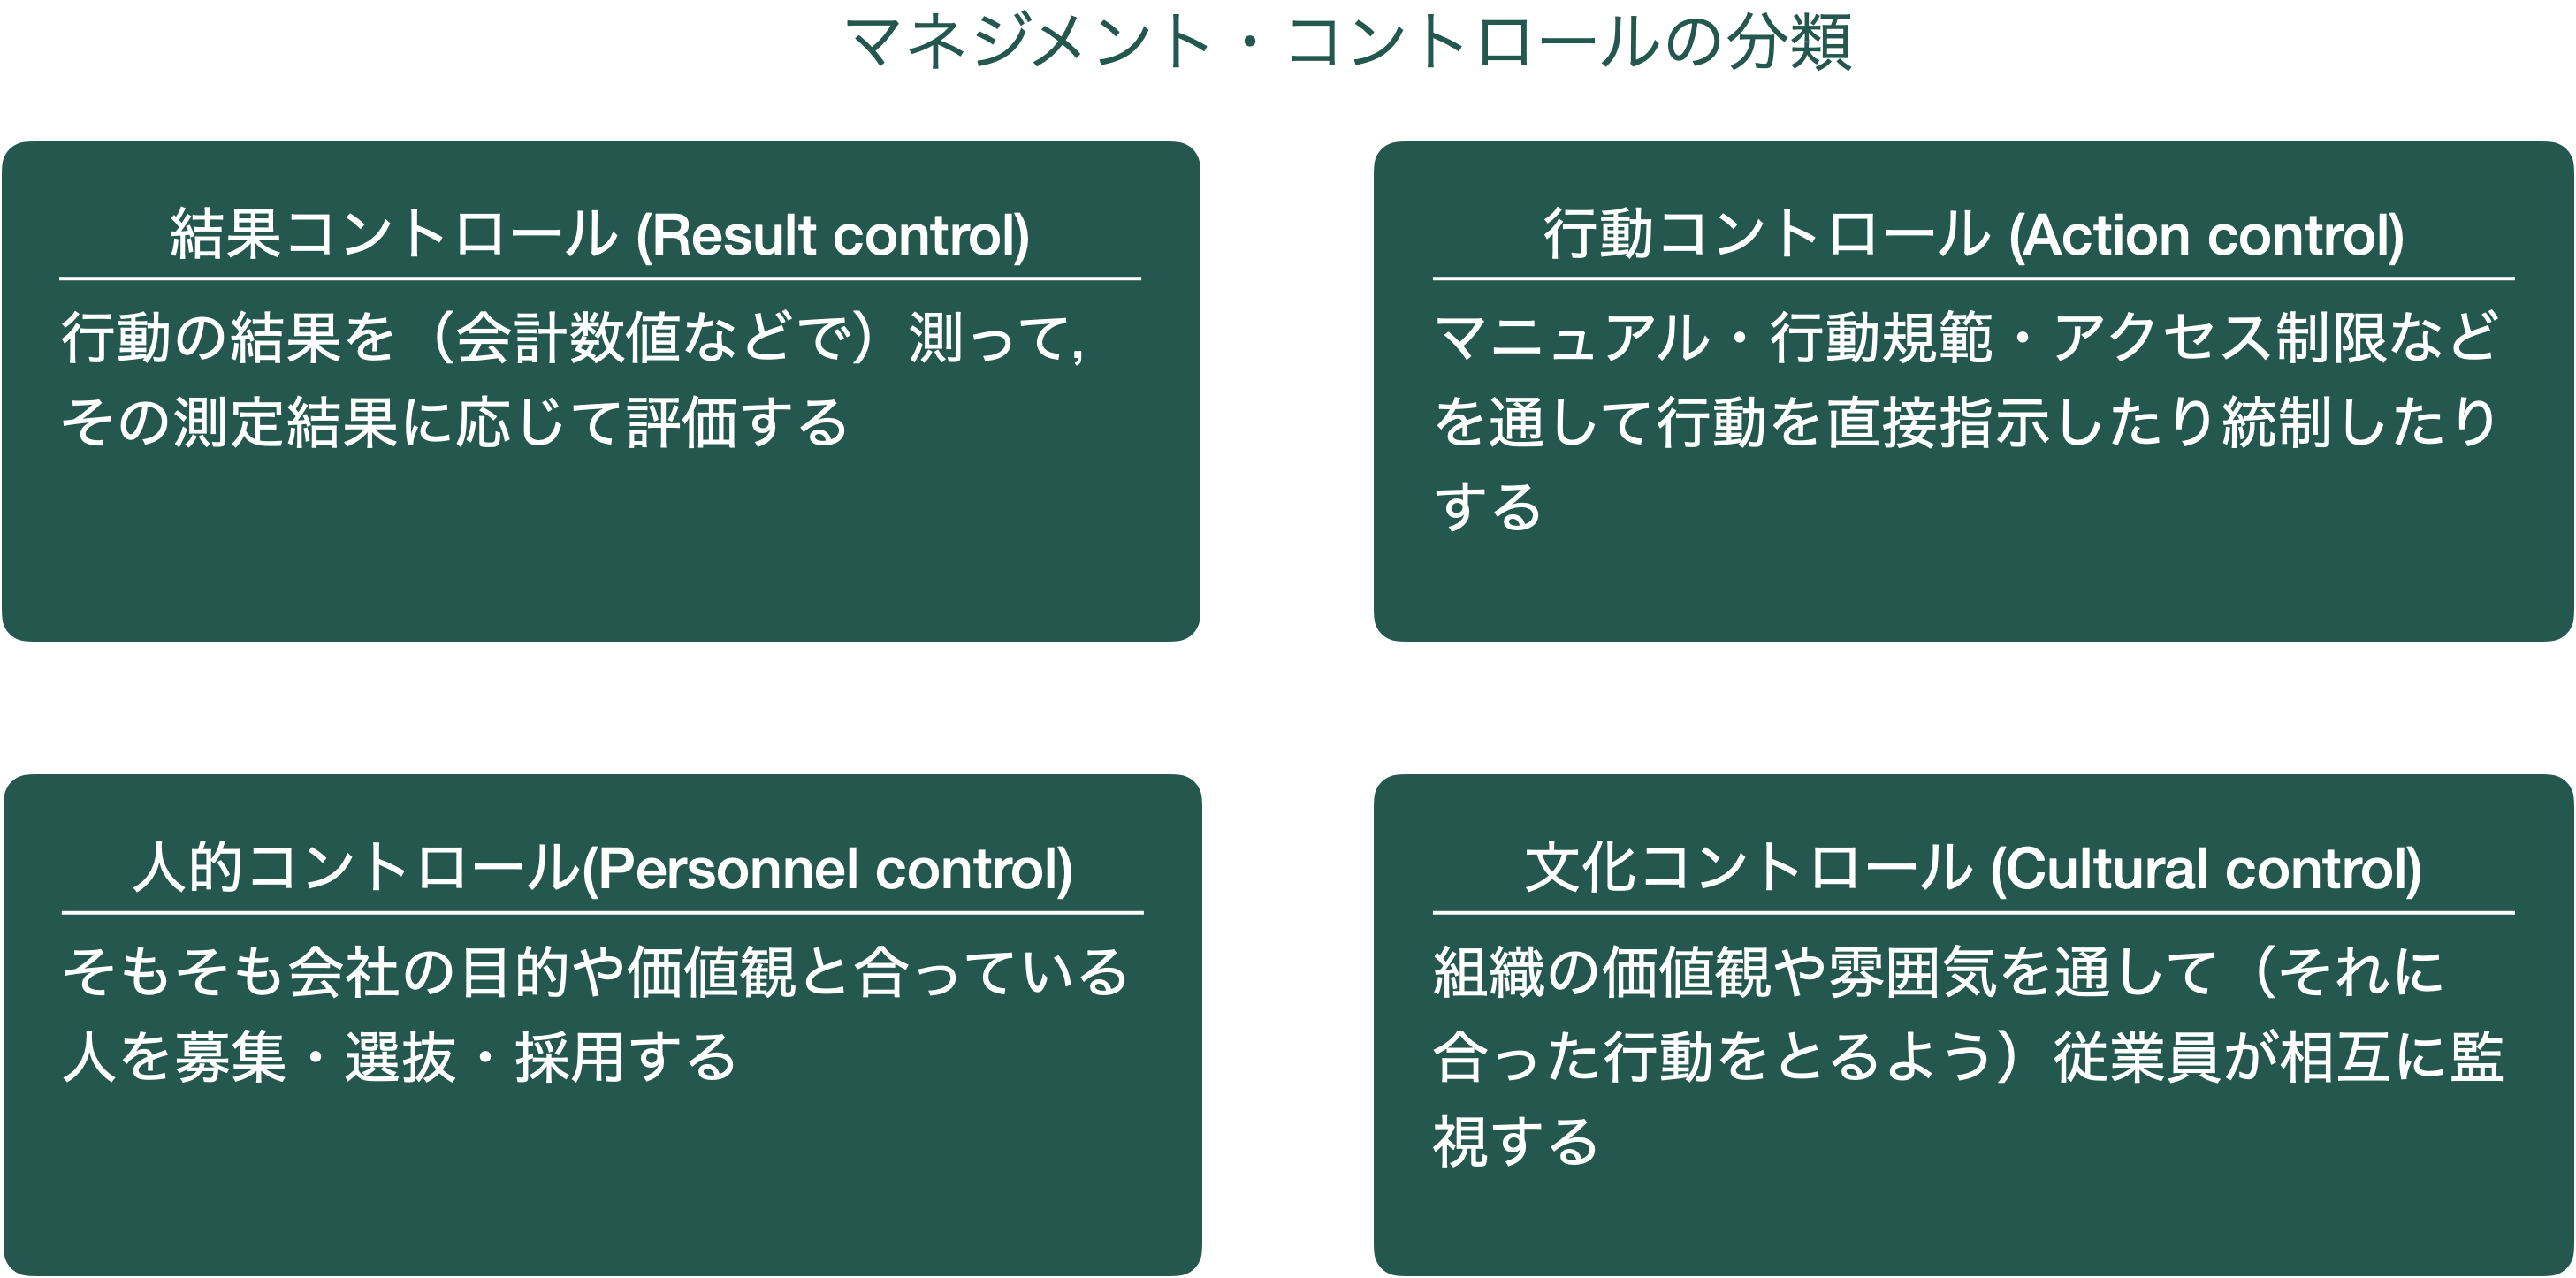 マネジメント・コントロールの分類
結果コントロール (Result control)
行動の結果を（会計数値などで）測って,
その測定結果に応じて評価する
行動コントロール (Action control)
マニュアル・行動規範・アクセス制限など
を通して行動を直接指示したり統制したり
する
人的コントロール(Personnel control)
そもそも会社の目的や価値観と合っている
人を募集・選抜・採用する
文化コントロール (Cultural control)
組織の価値観や雰囲気を通して（それに
合った行動をとるよう）従業員が相互に監
視する